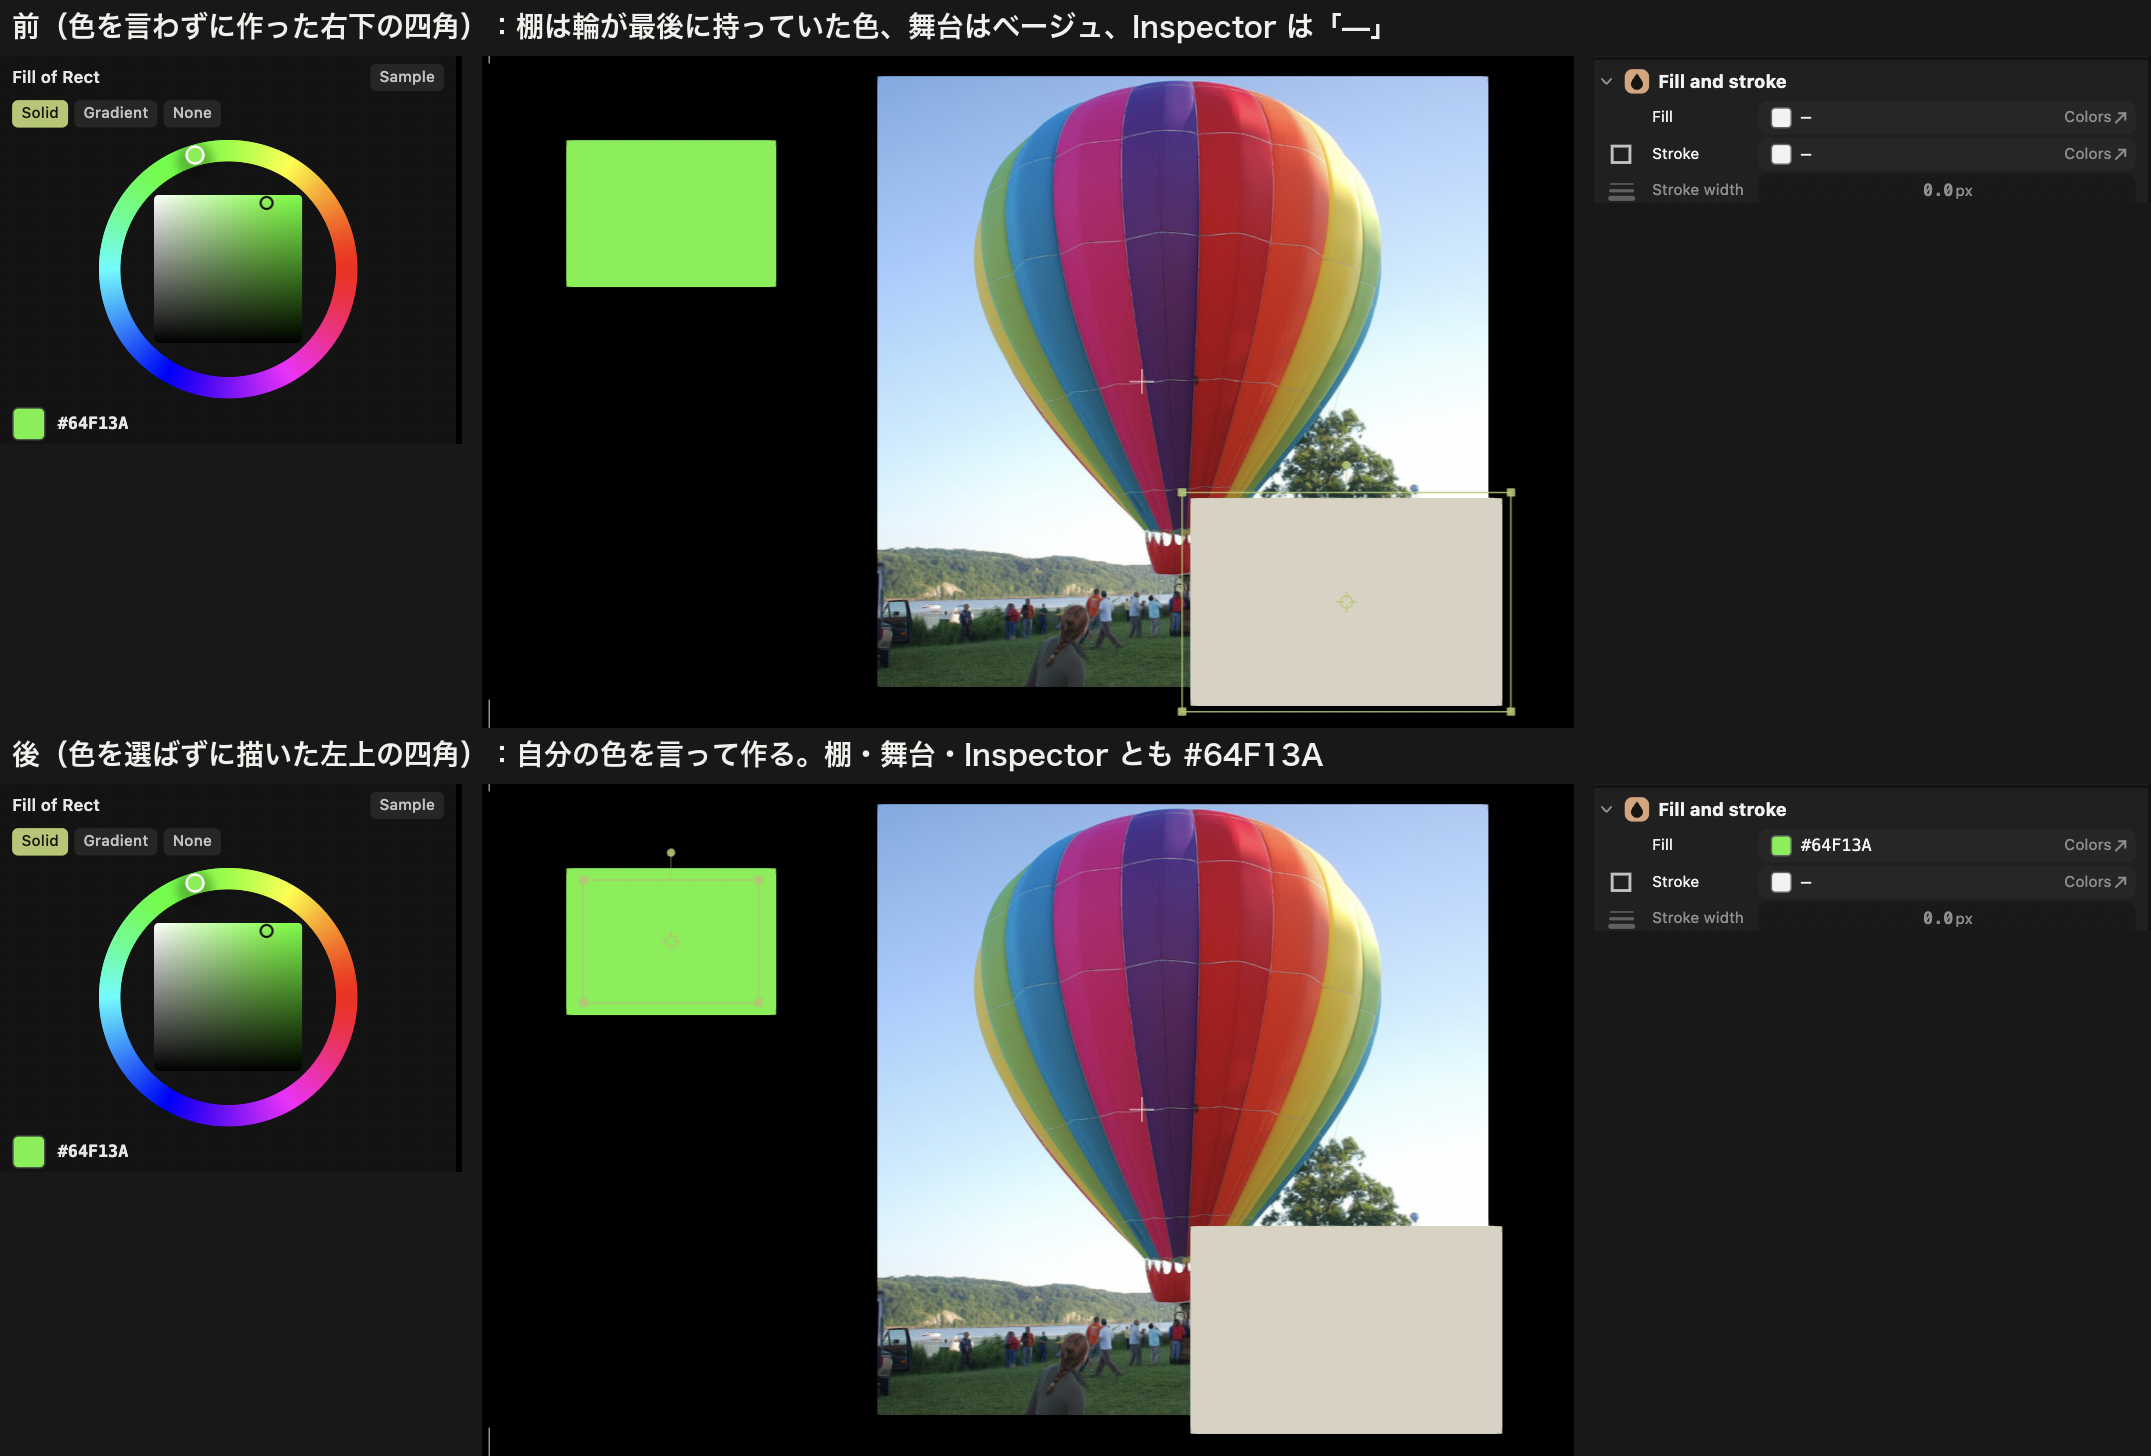 前（色を言わずに作った右下の四角）：棚は輪が最後に持っていた色、舞台はベージュ、Inspector は「—」
Fill of Rect
Sample
Solid
Gradient
None
#64F13A
Fill and stroke
Fill
–
Colors
Stroke
–
Colors
Stroke width
0.0px
後（色を選ばずに描いた左上の四角）：自分の色を言って作る。棚・舞台・Inspector とも #64F13A
Fill of Rect
Sample
Solid
Gradient
None
#64F13A
Fill and stroke
Fill
#64F13A
Colors
Stroke
–
Colors
Stroke width
0.0px